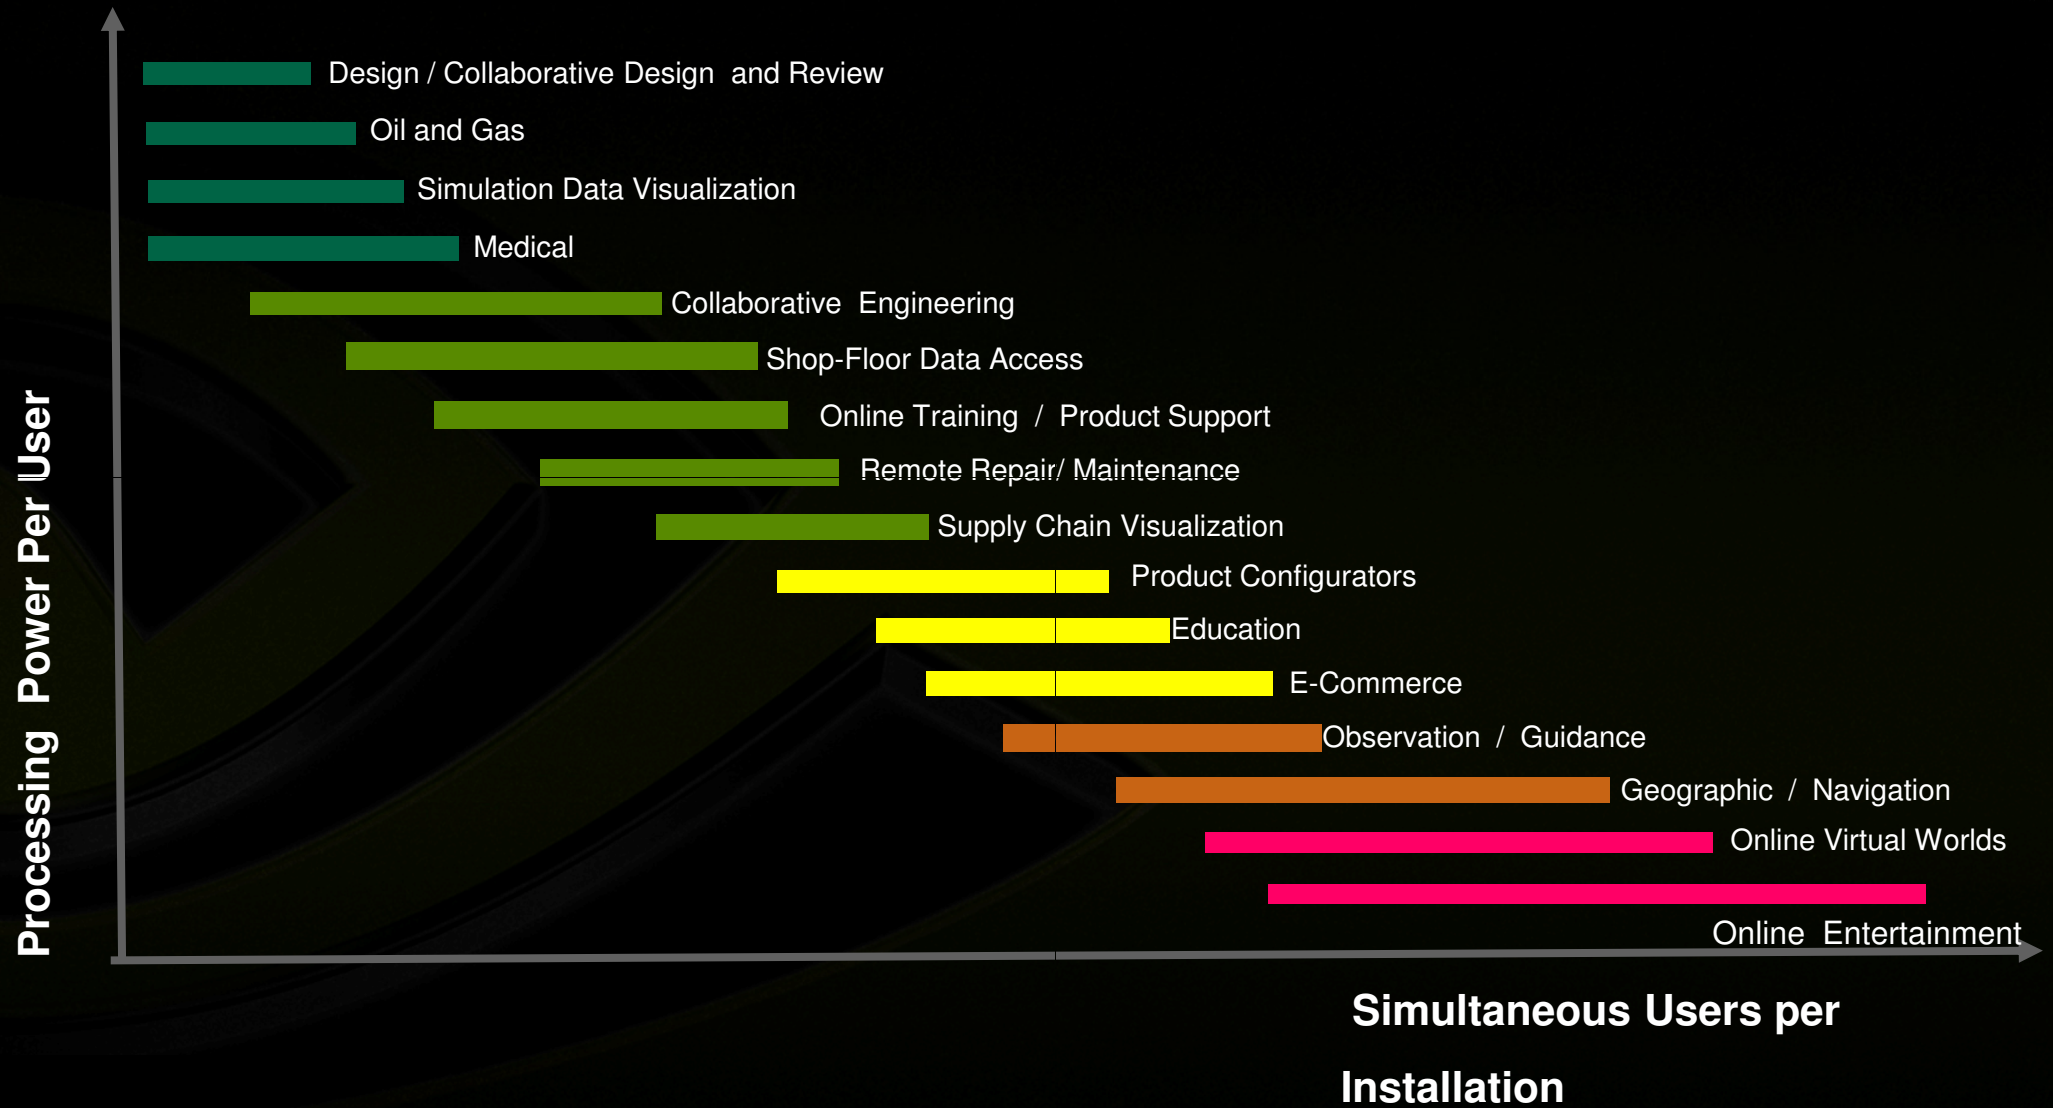 Design / Collaborative Design and Review
Oil and Gas
Simulation Data Visualization
Medical
Collaborative Engineering
Shop-Floor Data Access
Online Training / Product Support
Remote Repair/ Maintenance
Supply Chain Visualization
Product Configurators
Education
E-Commerce
Observation / Guidance
Geographic / Navigation
Online Virtual Worlds
Online Entertainment
Processing Power Per User
Simultaneous Users per
Installation